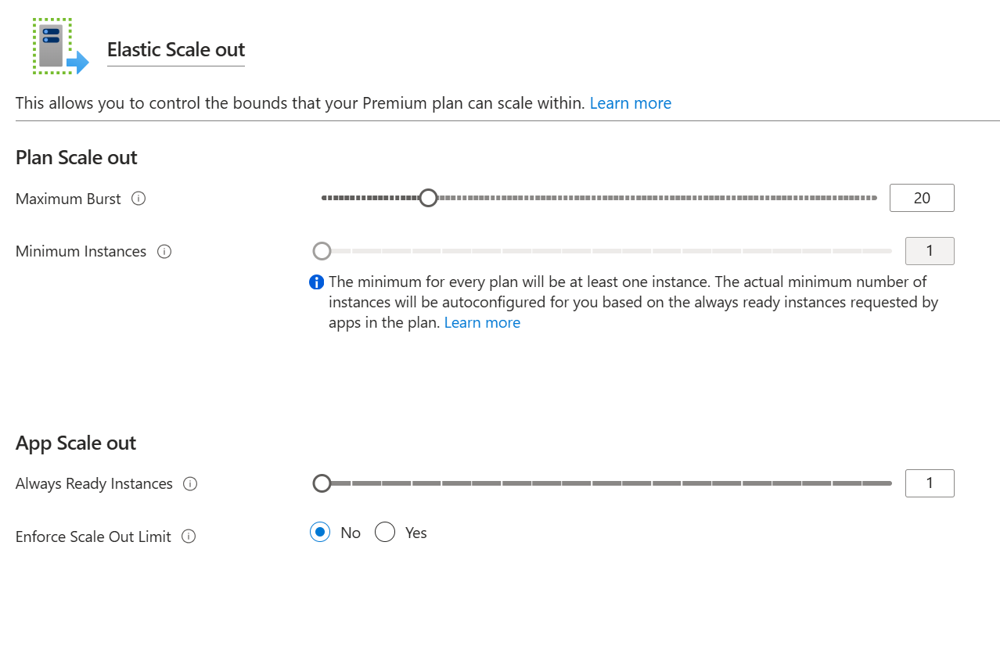 Elastic Scale out
This allows you to control the bounds that your Premium plan can scale within. Learn more
Plan Scale out
Maximum Burst
20
Minimum Instances
1
The minimum for every plan will be at least one instance. The actual minimum number of
instances will be autoconfigured for you based on the always ready instances requested by
apps in the plan. Learn more
App Scale out
Always Ready Instances
1
Enforce Scale Out Limit
No Yes